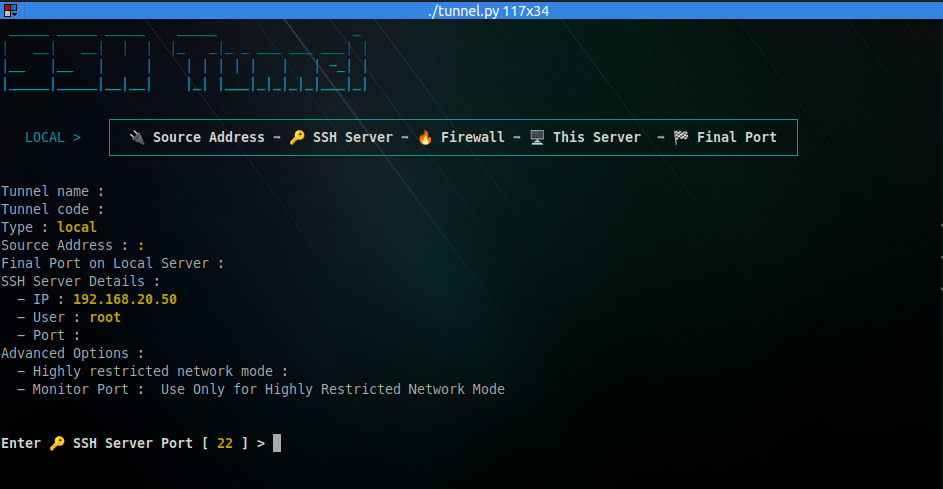 ./tunnel.py 117x34
SSH Tunnel
LOCAL > 🔌 Source Address → 🔑 SSH Server → 🔥 Firewall → 🖥️ This Server → 🏁 Final Port
Tunnel name :
Tunnel code :
Type : local
Source Address : :
Final Port on Local Server :
SSH Server Details :
- IP : 192.168.20.50
- User : root
- Port :
Advanced Options :
- Highly restricted network mode :
- Monitor Port : Use Only for Highly Restricted Network Mode
Enter 🔑 SSH Server Port [ 22 ] >